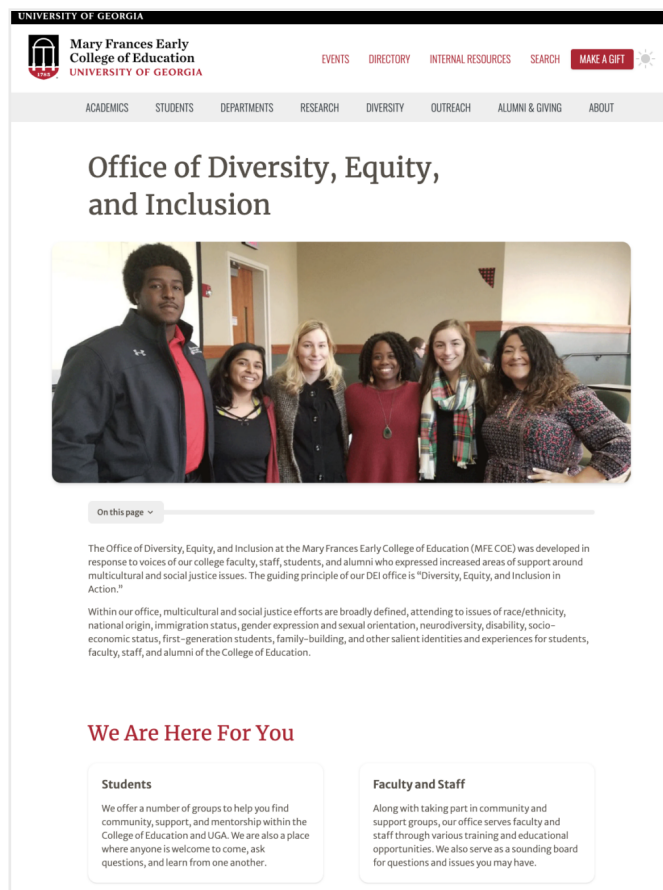 UNIVERSITY OF GEORGIA
Mary Frances Early
College of Education
UNIVERSITY OF GEORGIA
1785
EVENTS DIRECTORY INTERNAL RESOURCES SEARCH MAKE A GIFT
ACADEMICS STUDENTS DEPARTMENTS RESEARCH DIVERSITY OUTREACH ALUMNI & GIVING ABOUT
Office of Diversity, Equity,
and Inclusion
On this page
The Office of Diversity, Equity, and Inclusion at the Mary Frances Early College of Education (MFE COE) was developed in
response to voices of our college faculty, staff, students, and alumni who expressed increased areas of support around
multicultural and social justice issues. The guiding principle of our DEI office is “Diversity, Equity, and Inclusion in
Action.”
Within our office, multicultural and social justice efforts are broadly defined, attending to issues of race/ethnicity,
national origin, immigration status, gender expression and sexual orientation, neurodiversity, disability, socio-
economic status, first-generation students, family-building, and other salient identities and experiences for students,
faculty, staff, and alumni of the College of Education.
We Are Here For You
Students
We offer a number of groups to help you find
community, support, and mentorship within the
College of Education and UGA. We are also a place
where anyone is welcome to come, ask
questions, and learn from one another.
Faculty and Staff
Along with taking part in community and
support groups, our office serves faculty and
staff through various training and educational
opportunities. We also serve as a sounding board
for questions and issues you may have.